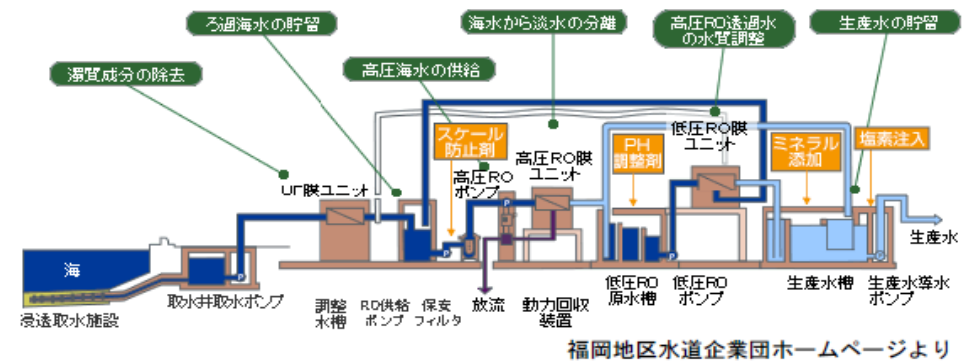 ろ過海水の貯留
海水から淡水の分離
高圧RO透過水
の水質調整
生産水の貯留
濁質成分の除去
高圧海水の供給
スケール
防止剤
低圧RO膜
ユニット
PH
調整剤
ミネラル
添加
塩素注入
高圧RO膜
ユニット
高圧RO
ポンプ
UF膜ユニット
P
P
P
P
P
海
生産水
取水井取水ポンプ
浸透取水施設
調整
水槽
RO供給
ポンプ
保安
フィルタ
放流
動力回収
装置
低圧RO
原水槽
低圧RO
ポンプ
生産水槽
生産水導水
ポンプ
福岡地区水道企業団ホームページより